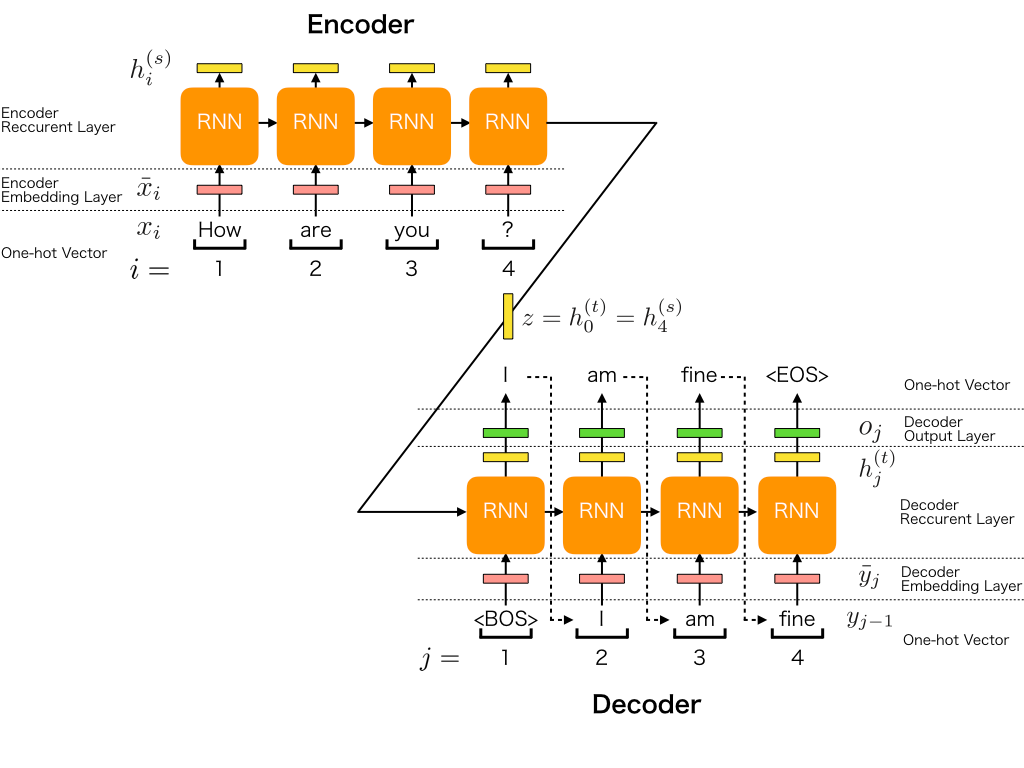 Encoder
h_i^{(s)}
Encoder
Reccurent Layer
RNN RNN RNN RNN
Encoder
Embedding Layer
x̄_i
x_i How are you ?
One-hot Vector
i = 1 2 3 4
z = h_0^{(t)} = h_4^{(s)}
I am fine <EOS>
One-hot Vector
o_j
Decoder
Output Layer
h_j^{(t)}
RNN RNN RNN RNN
Decoder
Reccurent Layer
ȳ_j
Decoder
Embedding Layer
<BOS> I am fine y_{j−1}
One-hot Vector
j = 1 2 3 4
Decoder